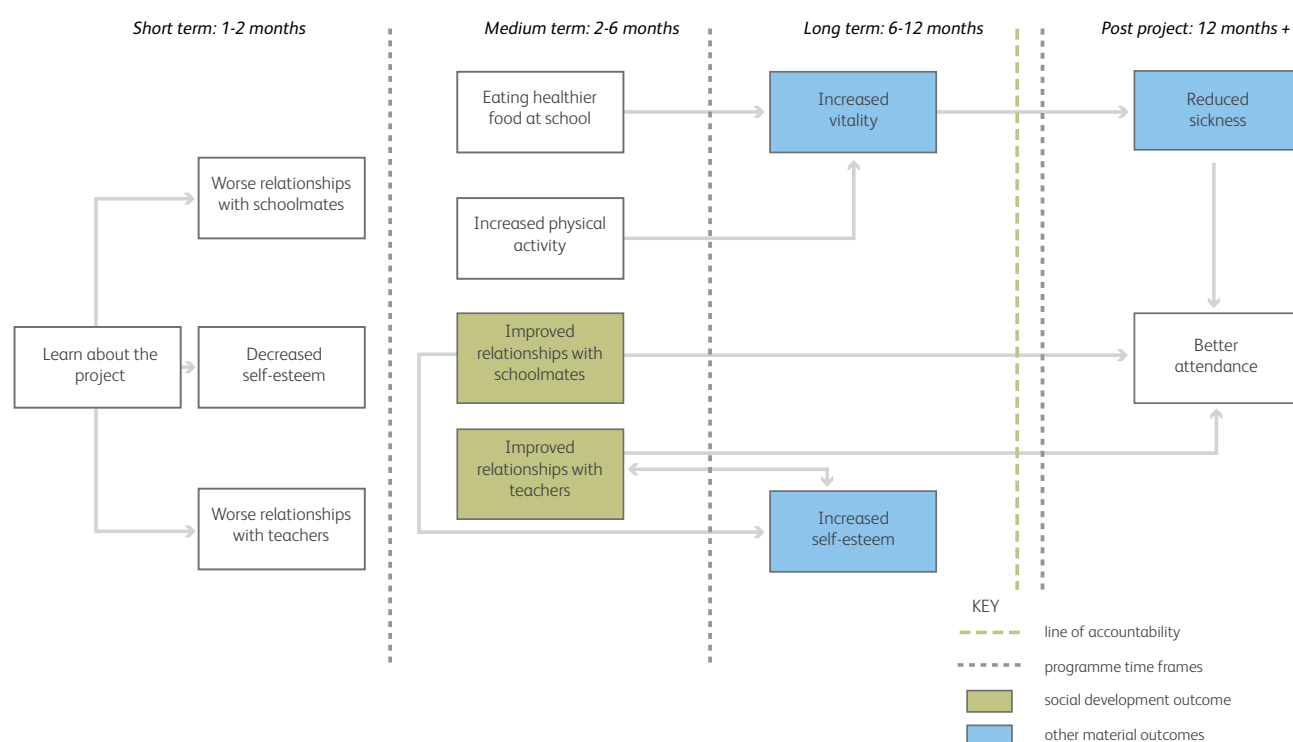 Short term: 1-2 months
Medium term: 2-6 months
Long term: 6-12 months
Post project: 12 months +
Eating healthier
food at school
Increased
vitality
Reduced
sickness
Worse relationships
with schoolmates
Increased physical
activity
Learn about the
project
Decreased
self-esteem
Improved
relationships with
schoolmates
Better
attendance
Improved
relationships with
teachers
Worse relationships
with teachers
Increased
self-esteem
KEY
line of accountability
programme time frames
social development outcome
other material outcomes